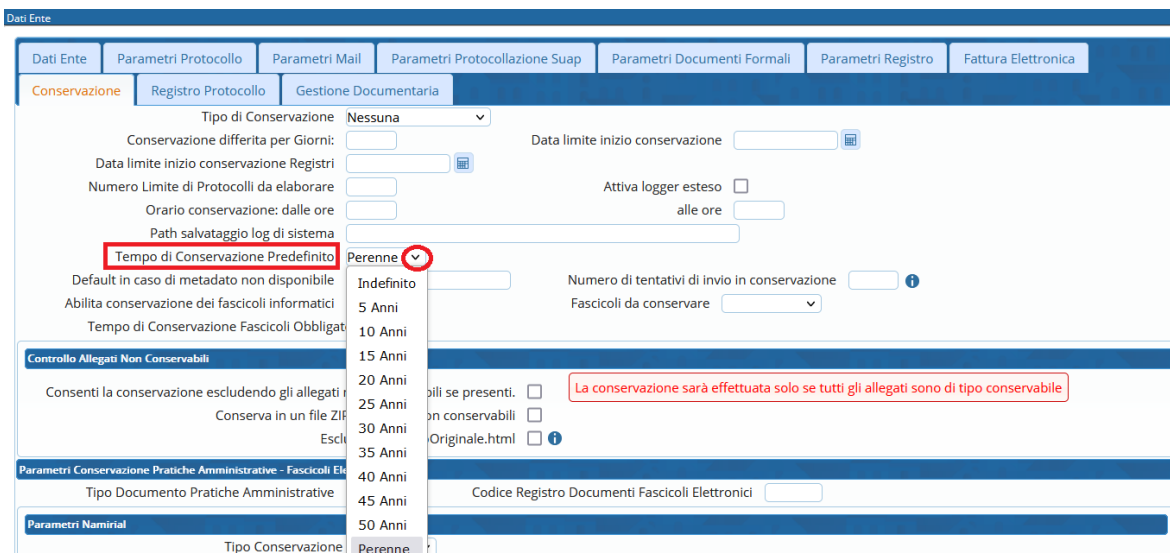 Dati Ente
Dati Ente Parametri Protocollo Parametri Mail Parametri Protocollazione Suap Parametri Documenti Formali Parametri Registro Fattura Elettronica
Conservazione Registro Protocollo Gestione Documentaria
Tipo di Conservazione Nessuna
Conservazione differita per Giorni: Data limite inizio conservazione
Data limite inizio conservazione Registri
Numero Limite di Protocolli da elaborare Attiva logger esteso
Orario conservazione: dalle ore alle ore
Path salvataggio log di sistema
Tempo di Conservazione Predefinito Perenne
Default in caso di metadato non disponibile Indefinito Numero di tentativi di invio in conservazione
Abilita conservazione dei fascicoli informatici 5 Anni Fascicoli da conservare
Tempo di Conservazione Fascicoli Obbligat 10 Anni
15 Anni
Controllo Allegati Non Conservabili
20 Anni
Consenti la conservazione escludendo gli allegati bili se presenti. La conservazione sarà effettuata solo se tutti gli allegati sono di tipo conservabile
25 Anni
Conserva in un file ZIP on conservabili
30 Anni
Escl Originale.html
35 Anni
Parametri Conservazione Pratiche Amministrative - Fascicoli Ele
40 Anni
Tipo Documento Pratiche Amministrative Codice Registro Documenti Fascicoli Elettronici
45 Anni
Parametri Namirial 50 Anni
Tipo Conservazione Perenne